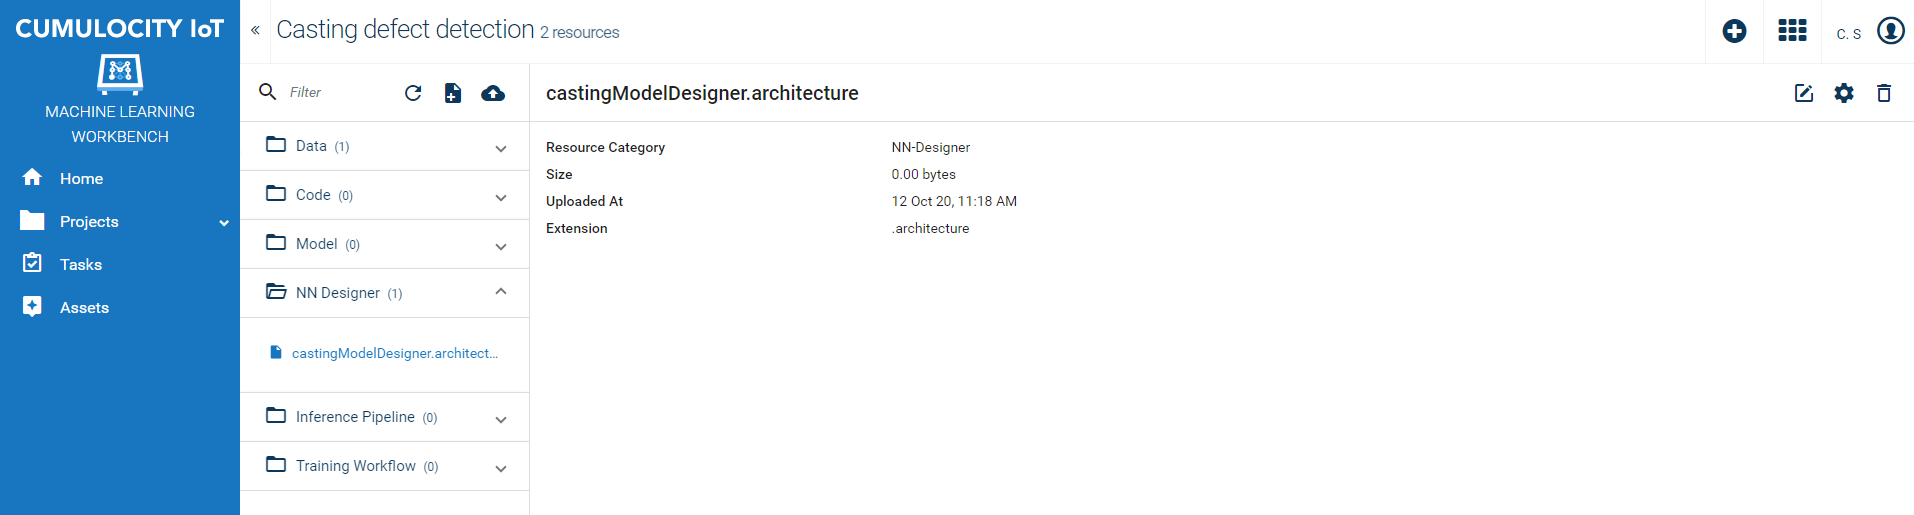 CUMULOCITY IoT
MACHINE LEARNING
WORKBENCH
Home
Projects
Tasks
Assets
«
Casting defect detection 2 resources
C. S
Filter
Data (1)
Code (0)
Model (0)
NN Designer (1)
castingModelDesigner.architect...
Inference Pipeline (0)
Training Workflow (0)
castingModelDesigner.architecture
Resource Category NN-Designer
Size 0.00 bytes
Uploaded At 12 Oct 20, 11:18 AM
Extension .architecture